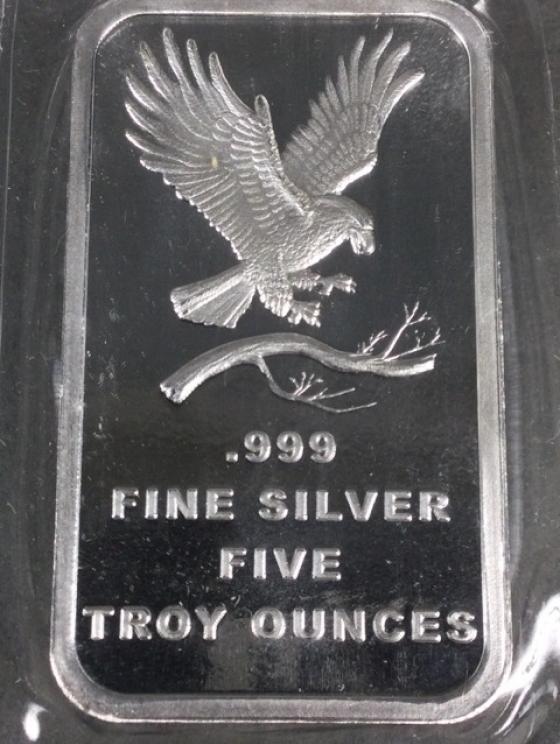 .999
FINE SILVER
FIVE
TROY OUNCES